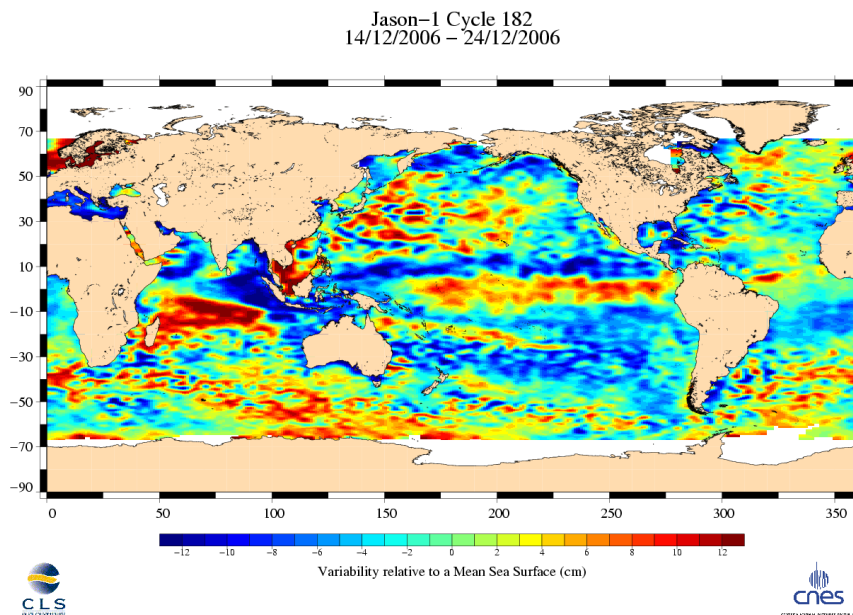 Jason−1 Cycle 182
14/12/2006 − 24/12/2006
90
70
50
30
10
−10
−30
−50
−70
−90
0 50 100 150 200 250 300 350
−12 −10 −8 −6 −4 −2 0 2 4 6 8 10 12
Variability relative to a Mean Sea Surface (cm)
CLS
cnes